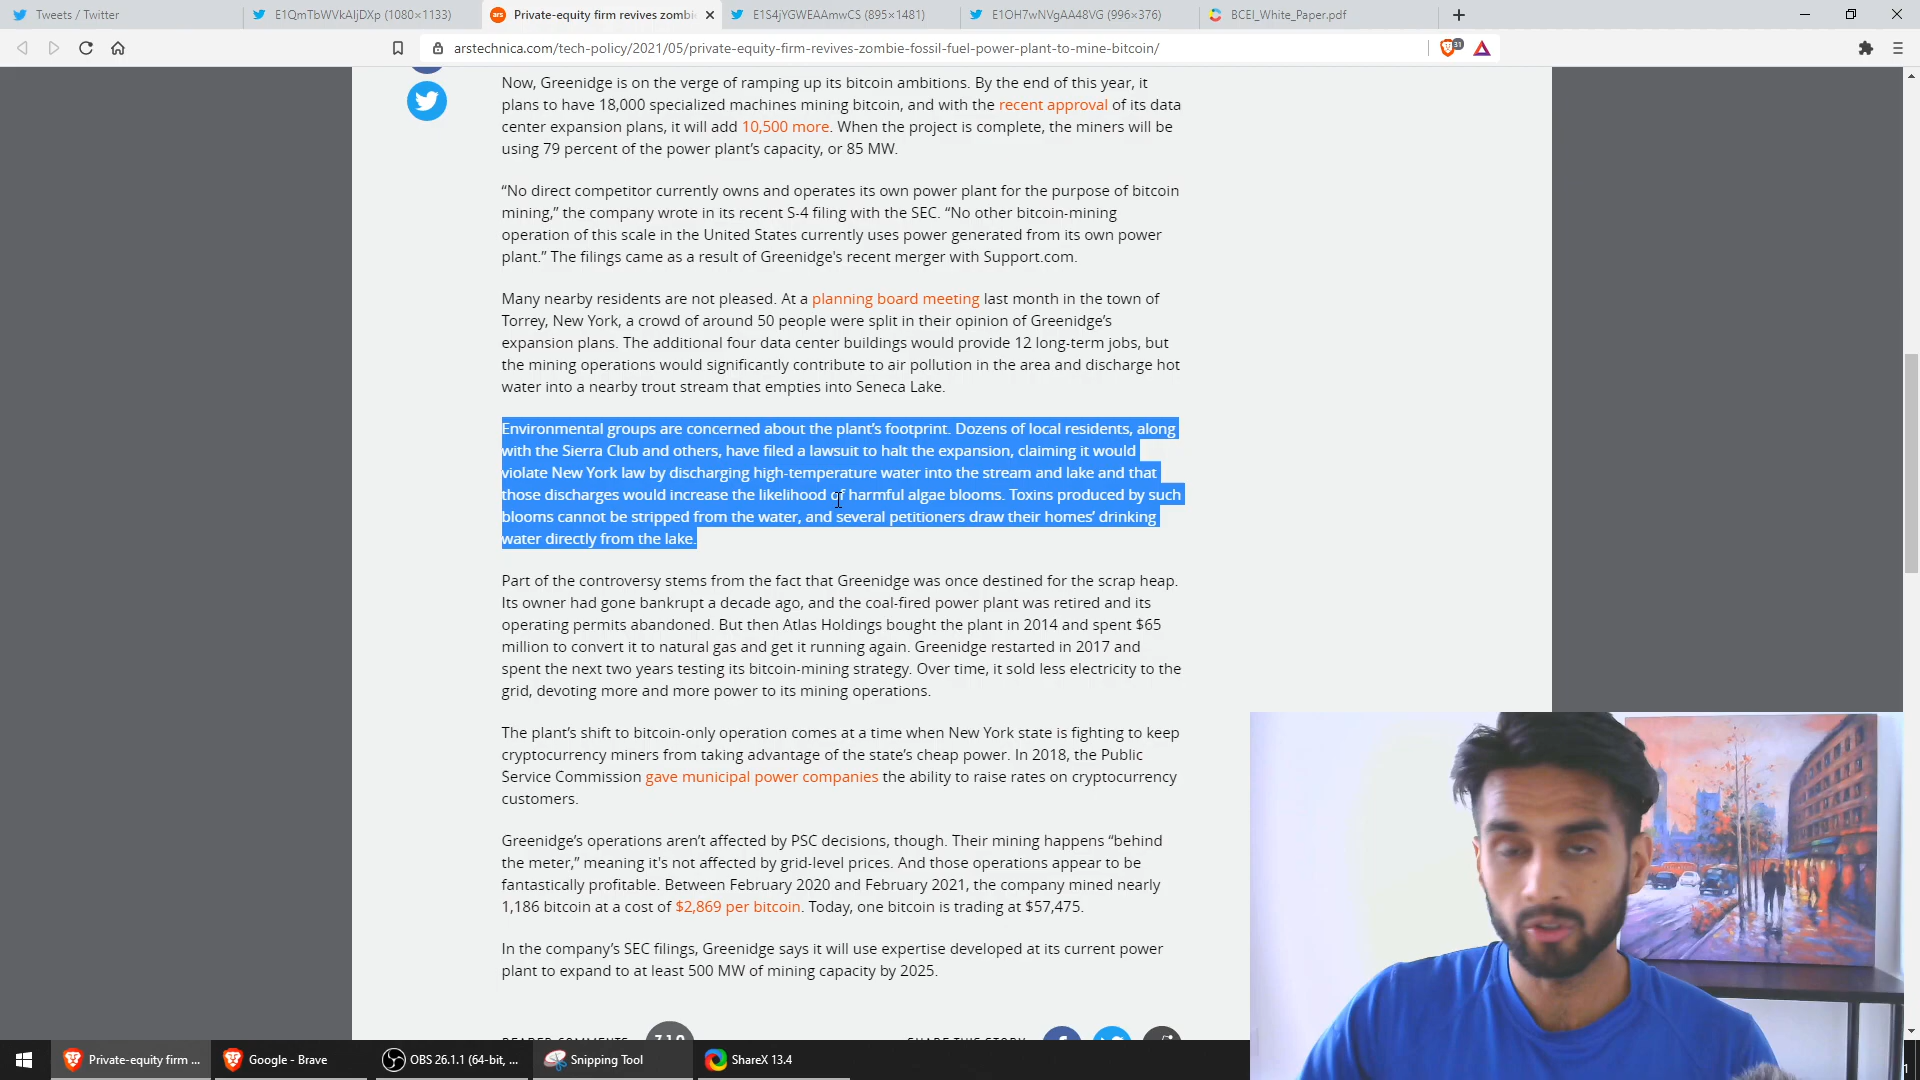 Tweets / Twitter
E1QmTbWVkAIjDXp (1080×1133)
ars
Private-equity firm revives zombi
E1S4jYGWEAAmwCS (895×1481)
E1OH7wNVgAA48VG (996×376)
BCEI_White_Paper.pdf
arstechnica.com/tech-policy/2021/05/private-equity-firm-revives-zombie-fossil-fuel-power-plant-to-mine-bitcoin/
31
Now, Greenidge is on the verge of ramping up its bitcoin ambitions. By the end of this year, it
plans to have 18,000 specialized machines mining bitcoin, and with the recent approval of its data
center expansion plans, it will add 10,500 more. When the project is complete, the miners will be
using 79 percent of the power plant’s capacity, or 85 MW.
“No direct competitor currently owns and operates its own power plant for the purpose of bitcoin
mining,” the company wrote in its recent S-4 filing with the SEC. “No other bitcoin-mining
operation of this scale in the United States currently uses power generated from its own power
plant.” The filings came as a result of Greenidge's recent merger with Support.com.
Many nearby residents are not pleased. At a planning board meeting last month in the town of
Torrey, New York, a crowd of around 50 people were split in their opinion of Greenidge’s
expansion plans. The additional four data center buildings would provide 12 long-term jobs, but
the mining operations would significantly contribute to air pollution in the area and discharge hot
water into a nearby trout stream that empties into Seneca Lake.
Environmental groups are concerned about the plant’s footprint. Dozens of local residents, along
with the Sierra Club and others, have filed a lawsuit to halt the expansion, claiming it would
violate New York law by discharging high-temperature water into the stream and lake and that
those discharges would increase the likelihood of harmful algae blooms. Toxins produced by such
blooms cannot be stripped from the water, and several petitioners draw their homes’ drinking
water directly from the lake.
Part of the controversy stems from the fact that Greenidge was once destined for the scrap heap.
Its owner had gone bankrupt a decade ago, and the coal-fired power plant was retired and its
operating permits abandoned. But then Atlas Holdings bought the plant in 2014 and spent $65
million to convert it to natural gas and get it running again. Greenidge restarted in 2017 and
spent the next two years testing its bitcoin-mining strategy. Over time, it sold less electricity to the
grid, devoting more and more power to its mining operations.
The plant’s shift to bitcoin-only operation comes at a time when New York state is fighting to keep
cryptocurrency miners from taking advantage of the state’s cheap power. In 2018, the Public
Service Commission gave municipal power companies the ability to raise rates on cryptocurrency
customers.
Greenidge’s operations aren’t affected by PSC decisions, though. Their mining happens “behind
the meter,” meaning it's not affected by grid-level prices. And those operations appear to be
fantastically profitable. Between February 2020 and February 2021, the company mined nearly
1,186 bitcoin at a cost of $2,869 per bitcoin. Today, one bitcoin is trading at $57,475.
In the company’s SEC filings, Greenidge says it will use expertise developed at its current power
plant to expand to at least 500 MW of mining capacity by 2025.
READER COMMENTS
SHARE THIS STORY
Private-equity firm ...
Google - Brave
OBS 26.1.1 (64-bit, ...
Snipping Tool
ShareX 13.4